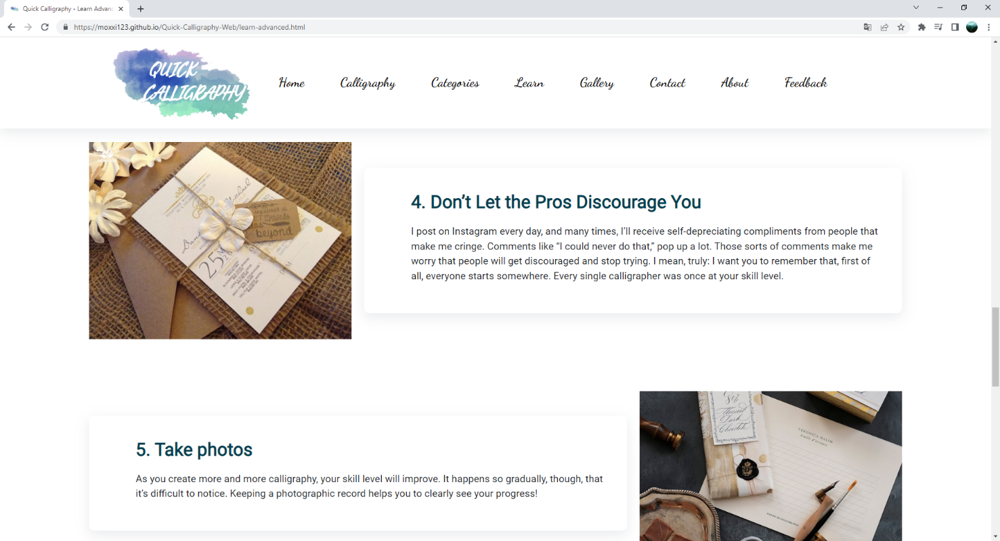 Quick Calligraphy - Learn Advanc
https://moxxi123.github.io/Quick-Calligraphy-Web/learn-advanced.html
QUICK
CALLIGRAPHY
Home
Calligraphy
Categories
Learn
Gallery
Contact
About
Feedback
beyond
25
4. Don’t Let the Pros Discourage You
I post on Instagram every day, and many times, I’ll receive self-depreciating compliments from people that
make me cringe. Comments like “I could never do that,” pop up a lot. Those sorts of comments make me
worry that people will get discouraged and stop trying. I mean, truly: I want you to remember that, first of
all, everyone starts somewhere. Every single calligrapher was once at your skill level.
5. Take photos
As you create more and more calligraphy, your skill level will improve. It happens so gradually, though, that
it’s difficult to notice. Keeping a photographic record helps you to clearly see your progress!
80%
Almond
Dark